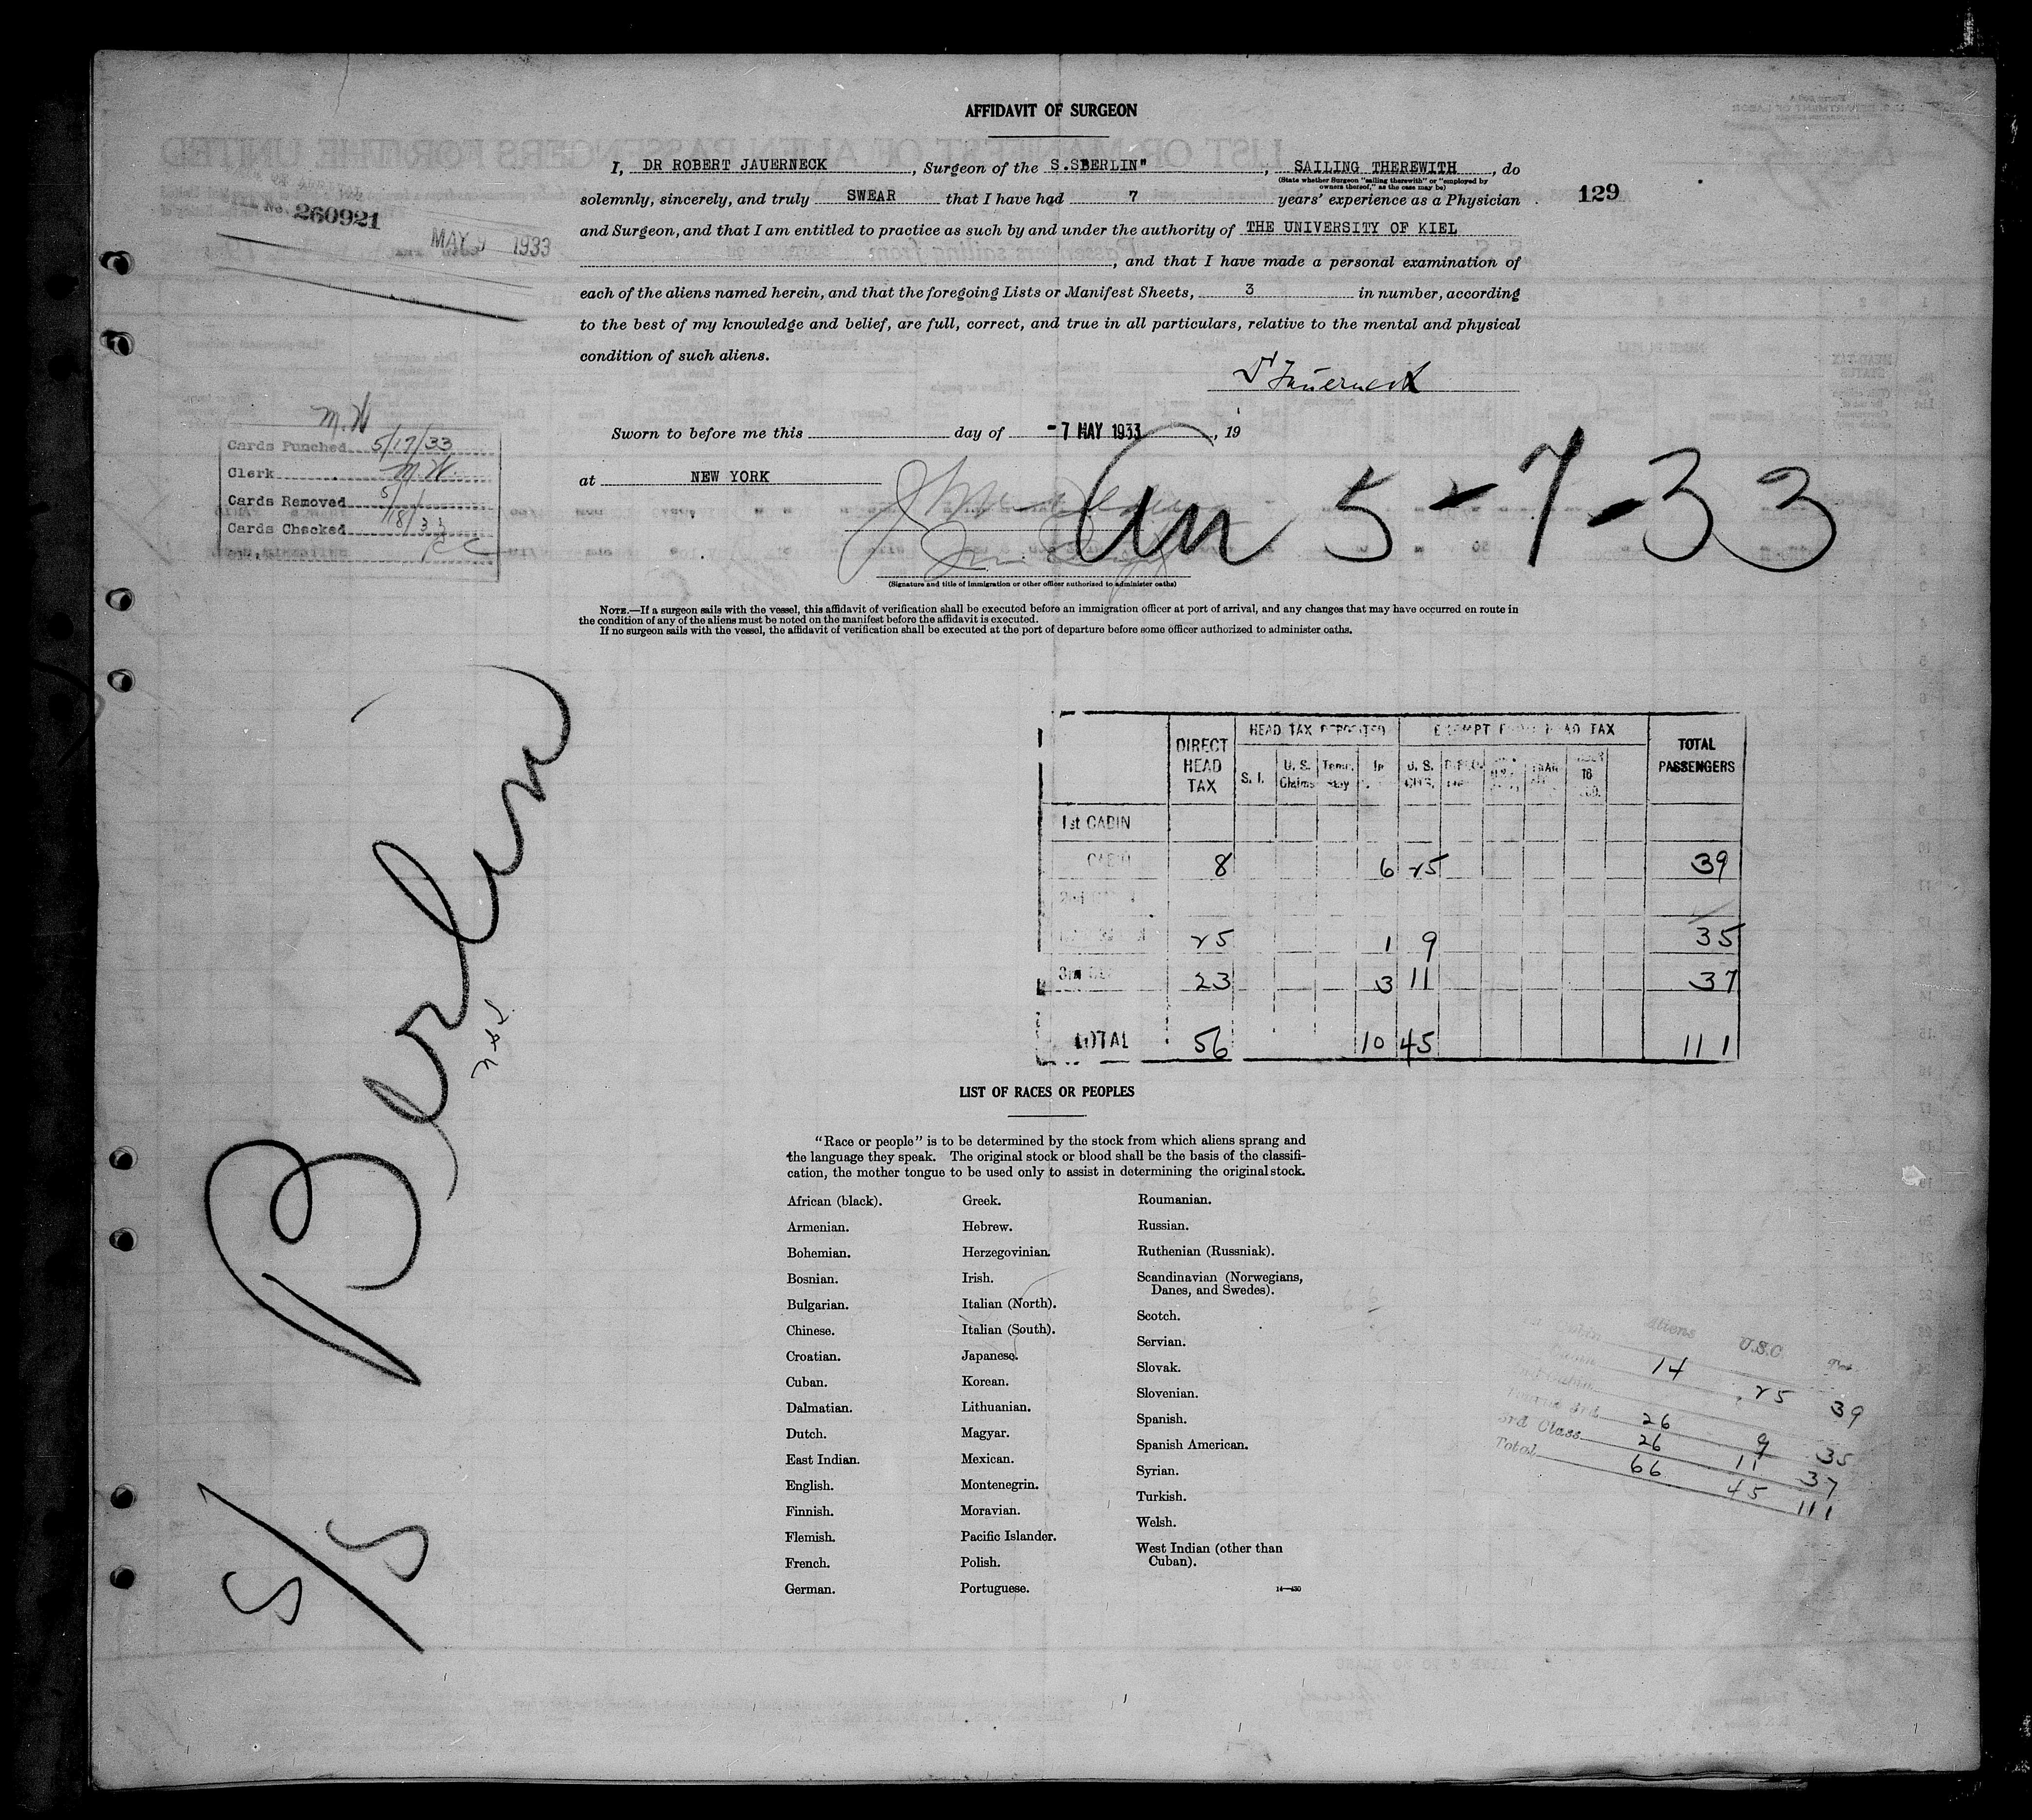 AFFIDAVIT OF SURGEON
I, DR ROBERT JAUERNECK, Surgeon of the S.SBERLIN", SAILING THEREWITH, do
(State whether Surgeon "sailing therewith" or "employed by
owners thereof," as the case may be)
129
solemnly, sincerely, and truly SWEAR that I have had 7 years' experience as a Physician
260921
and Surgeon, and that I am entitled to practice as such by and under the authority of THE UNIVERSITY OF KIEL
MAY 9 1933
, and that I have made a personal examination of
each of the aliens named herein, and that the foregoing Lists or Manifest Sheets, 3 in number, according
to the best of my knowledge and belief, are full, correct, and true in all particulars, relative to the mental and physical
condition of such aliens.
Dr Jauerneck
M.W
Cards Punched 5/17/33
Clerk M.W.
Cards Removed
Cards Checked
Sworn to before me this day of -7 MAY 1933, 19
at NEW YORK
5-7-33
(Signature and title of immigration or other officer authorized to administer oaths)
NOTE.—If a surgeon sails with the vessel, this affidavit of verification shall be executed before an immigration officer at port of arrival, and any changes that may have occurred en route in
the condition of any of the aliens must be noted on the manifest before the affidavit is executed.
If no surgeon sails with the vessel, the affidavit of verification shall be executed at the port of departure before some officer authorized to administer oaths.
S/S Berlin
DIRECT HEAD TAX HEAD TAX DEPOSITED EXEMPT FROM HEAD TAX TOTAL PASSENGERS
S. I. U. S. Claims Temp. U. S. CITS. 16
1st CABIN
CABIN 8 6 25 39
25 1 9 35
23 3 11 37
TOTAL 56 10 45 111
LIST OF RACES OR PEOPLES
"Race or people" is to be determined by the stock from which aliens sprang and
the language they speak. The original stock or blood shall be the basis of the classifi-
cation, the mother tongue to be used only to assist in determining the original stock.
African (black).
Armenian.
Bohemian.
Bosnian.
Bulgarian.
Chinese.
Croatian.
Cuban.
Dalmatian.
Dutch.
East Indian.
English.
Finnish.
Flemish.
French.
German.
Greek.
Hebrew.
Herzegovinian.
Irish.
Italian (North).
Italian (South).
Japanese.
Korean.
Lithuanian.
Magyar.
Mexican.
Montenegrin.
Moravian.
Pacific Islander.
Polish.
Portuguese.
Roumanian.
Russian.
Ruthenian (Russniak).
Scandinavian (Norwegians,
Danes, and Swedes).
Scotch.
Servian.
Slovak.
Slovenian.
Spanish.
Spanish American.
Syrian.
Turkish.
Welsh.
West Indian (other than
Cuban).
14—430
Aliens U.S.C.
14 25 39
3rd 26 9 35
3rd Class 26 11 37
Total 66 45 111